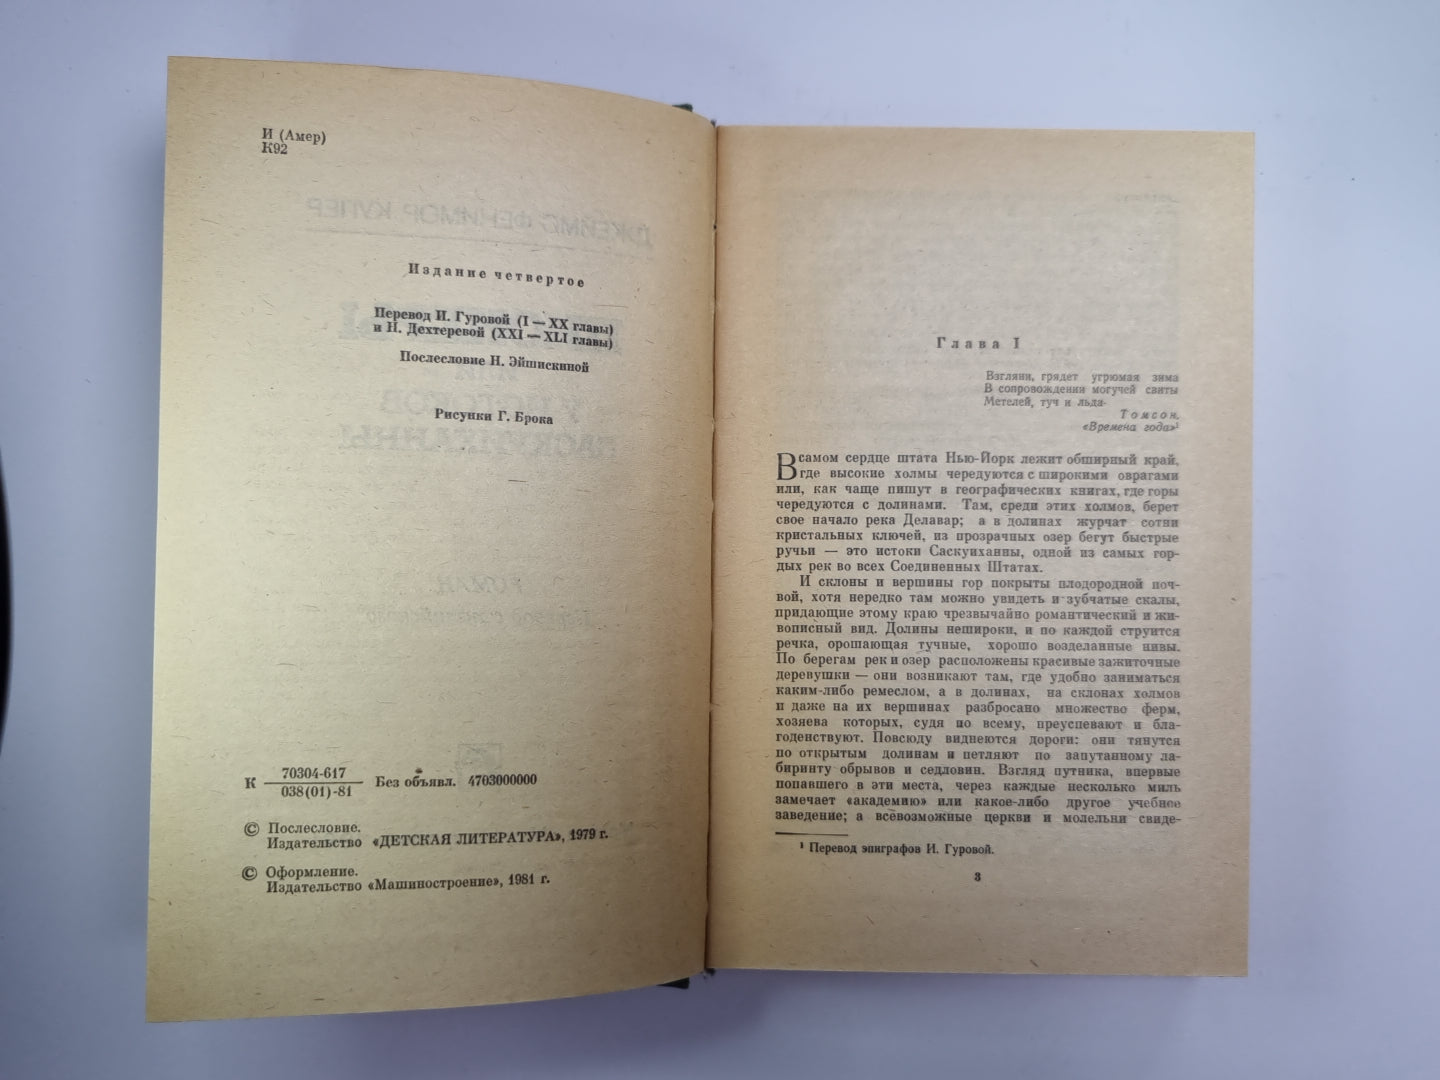 И (Амер)
К92
ДЖЕЙМС ФЕНИМОР КУПЕР
Издание четвертое
Перевод И. Гуровой (I — XX главы)
и Н. Дехтеревой (XXI — XLI главы)
Послесловие Н. Эйшискиной
Рисунки Г. Брока
К 70304-617 Без объявл. 4703000000
038(01)-81
© Послесловие.
Издательство «ДЕТСКАЯ ЛИТЕРАТУРА», 1979 г.
© Оформление.
Издательство «Машиностроение», 1981 г.
Глава I
Взгляни, грядет угрюмая зима
В сопровождении могучей свиты
Метелей, туч и льда-
Томсон,
«Времена года»¹
В самом сердце штата Нью-Йорк лежит обширный край,
где высокие холмы чередуются с широкими оврагами
или, как чаще пишут в географических книгах, где горы
чередуются с долинами. Там, среди этих холмов, берет
свое начало река Делавар; а в долинах журчат сотни
кристальных ключей, из прозрачных озер бегут быстрые
ручьи — это истоки Саскуиханны, одной из самых гор-
дых рек во всех Соединенных Штатах.
И склоны и вершины гор покрыты плодородной поч-
вой, хотя нередко там можно увидеть и зубчатые скалы,
придающие этому краю чрезвычайно романтический и жи-
вописный вид. Долины нешироки, и по каждой струится
речка, орошающая тучные, хорошо возделанные нивы.
По берегам рек и озер расположены красивые зажиточные
деревушки — они возникают там, где удобно заниматься
каким-либо ремеслом, а в долинах, на склонах холмов
и даже на их вершинах разбросано множество ферм,
хозяева которых, судя по всему, преуспевают и бла-
годенствуют. Повсюду виднеются дороги: они тянутся
по открытым долинам и петляют по запутанному ла-
биринту обрывов и седловин. Взгляд путника, впервые
попавшего в эти места, через каждые несколько миль
замечает «академию» или какое-либо другое учебное
заведение; а всевозможные церкви и молельни свиде-
¹ Перевод эпиграфов И. Гуровой.
3